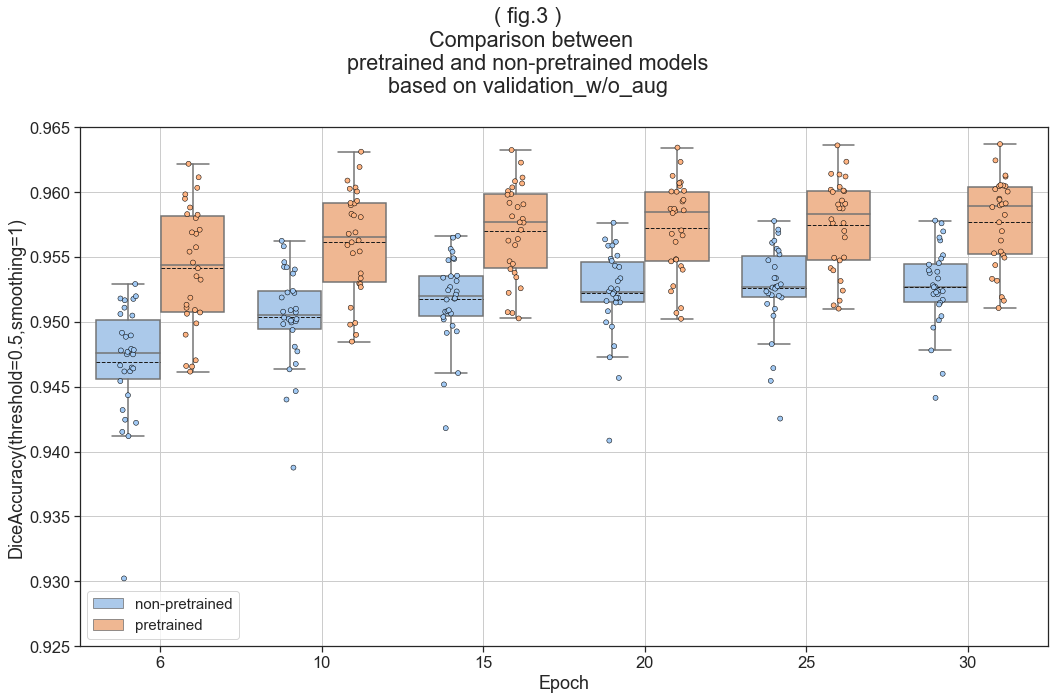 ( fig.3 )
Comparison between
pretrained and non-pretrained models
based on validation_w/o_aug
0.965
0.960
0.955
0.950
0.945
0.940
0.935
0.930
0.925
DiceAccuracy(threshold=0.5,smoothing=1)
non-pretrained
pretrained
6 10 15 20 25 30
Epoch